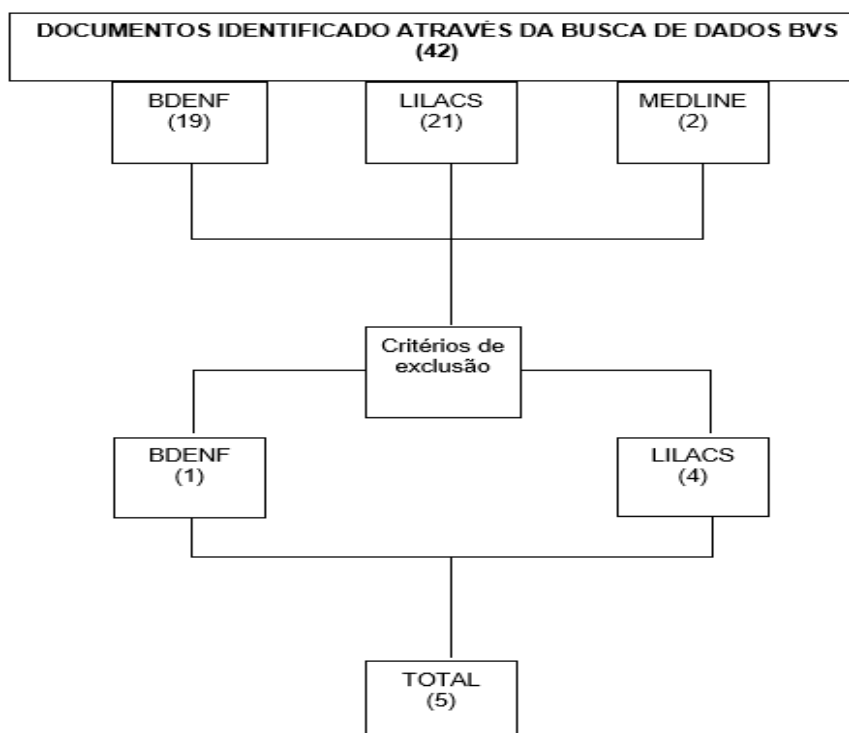 DOCUMENTOS IDENTIFICADO ATRAVÉS DA BUSCA DE DADOS BVS
(42)
BDENF
(19)
LILACS
(21)
MEDLINE
(2)
Critérios de
exclusão
BDENF
(1)
LILACS
(4)
TOTAL
(5)